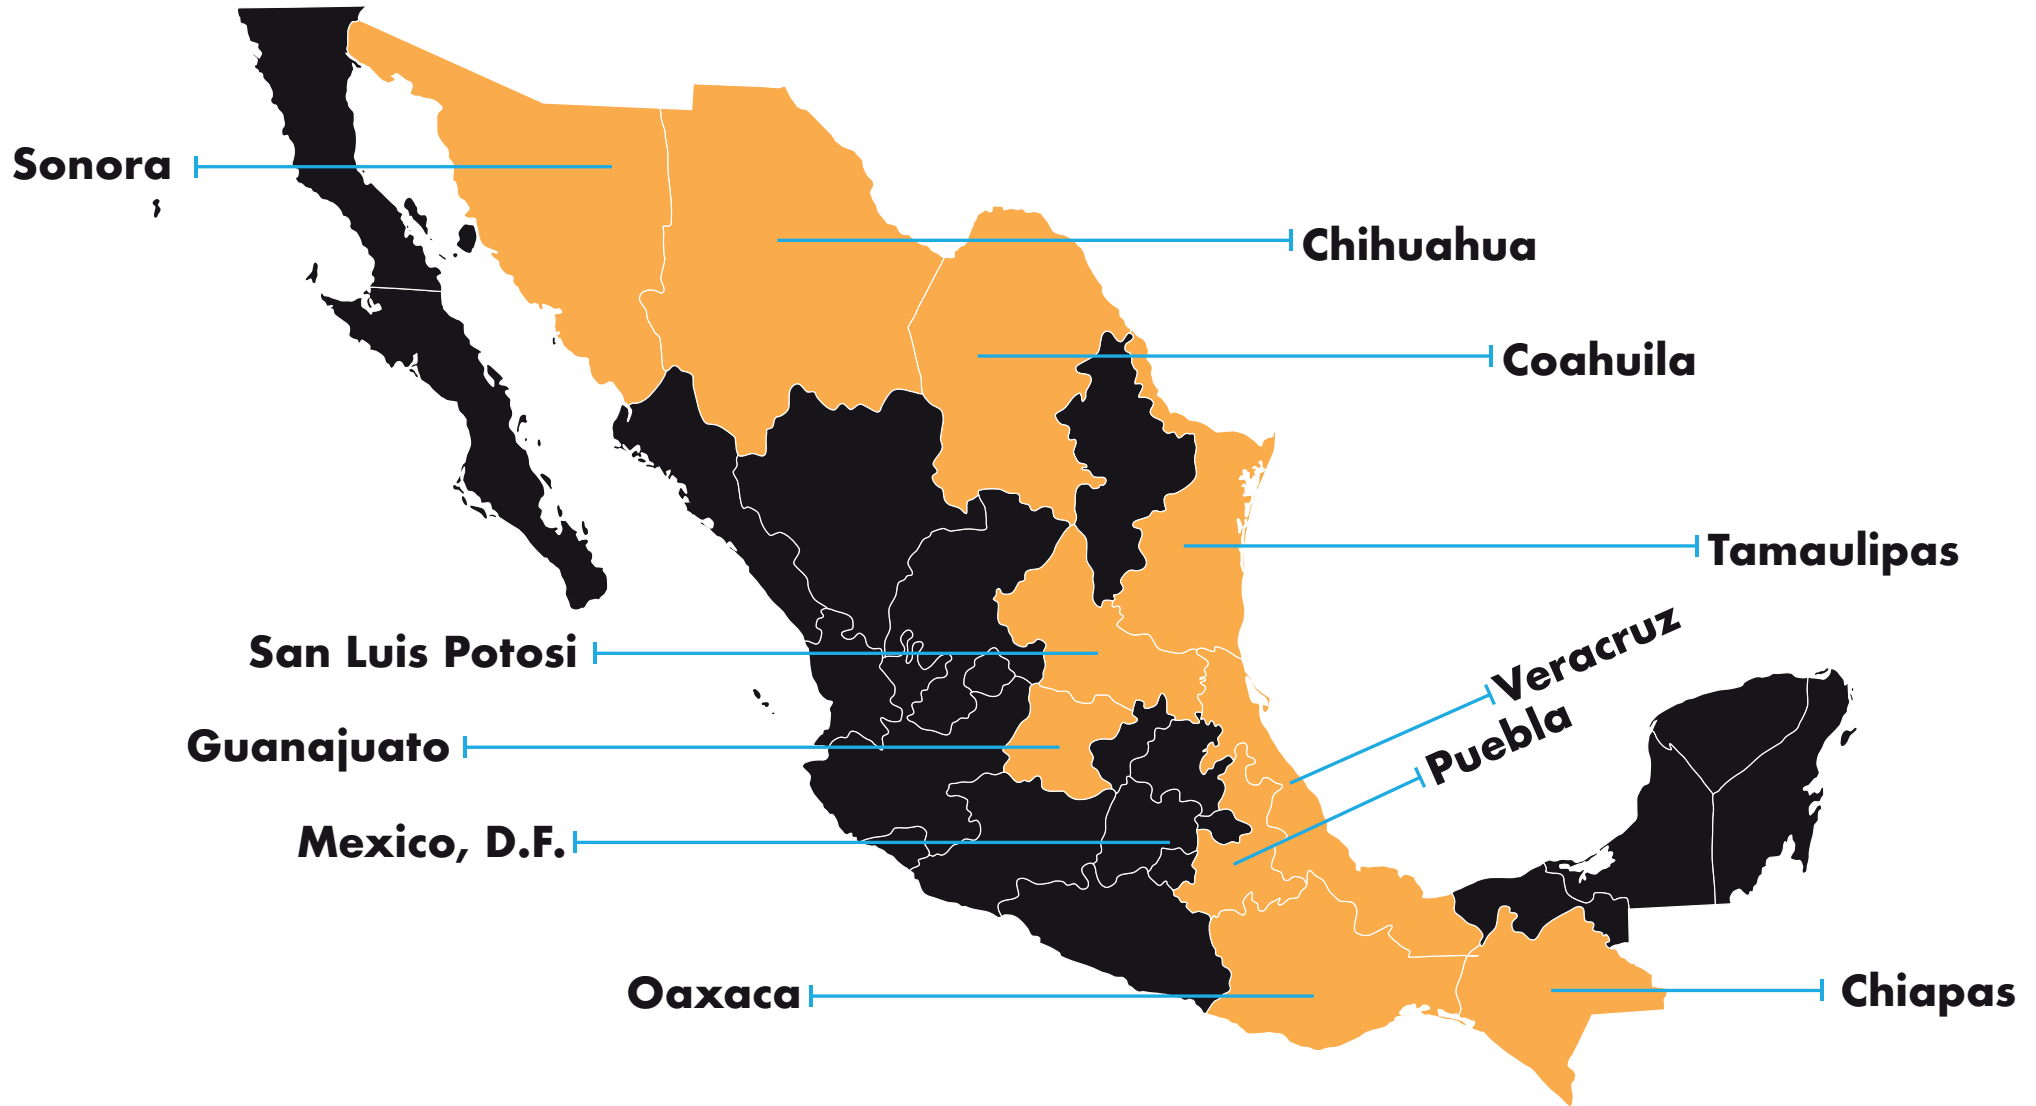 Sonora
Chihuahua
Coahuila
Tamaulipas
San Luis Potosi
Veracruz
Puebla
Guanajuato
Mexico, D.F.
Oaxaca
Chiapas